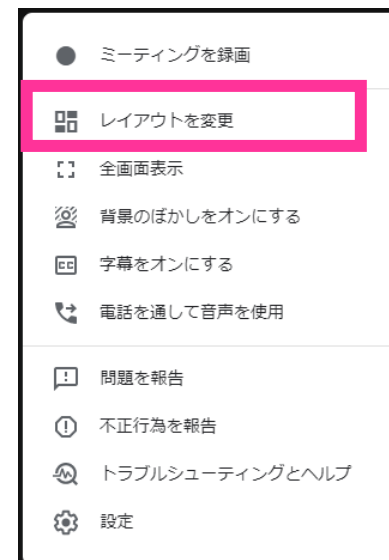 ミーティングを録画
レイアウトを変更
全画面表示
背景のぼかしをオンにする
CC 字幕をオンにする
電話を通して音声を使用
問題を報告
不正行為を報告
トラブルシューティングとヘルプ
設定